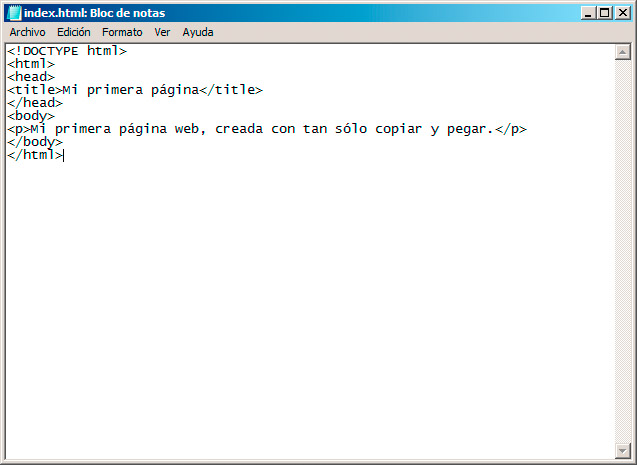 index.html: Bloc de notas
Archivo Edición Formato Ver Ayuda
<!DOCTYPE html>
<html>
<head>
<title>Mi primera página</title>
</head>
<body>
<p>Mi primera página web, creada con tan sólo copiar y pegar.</p>
</body>
</html>